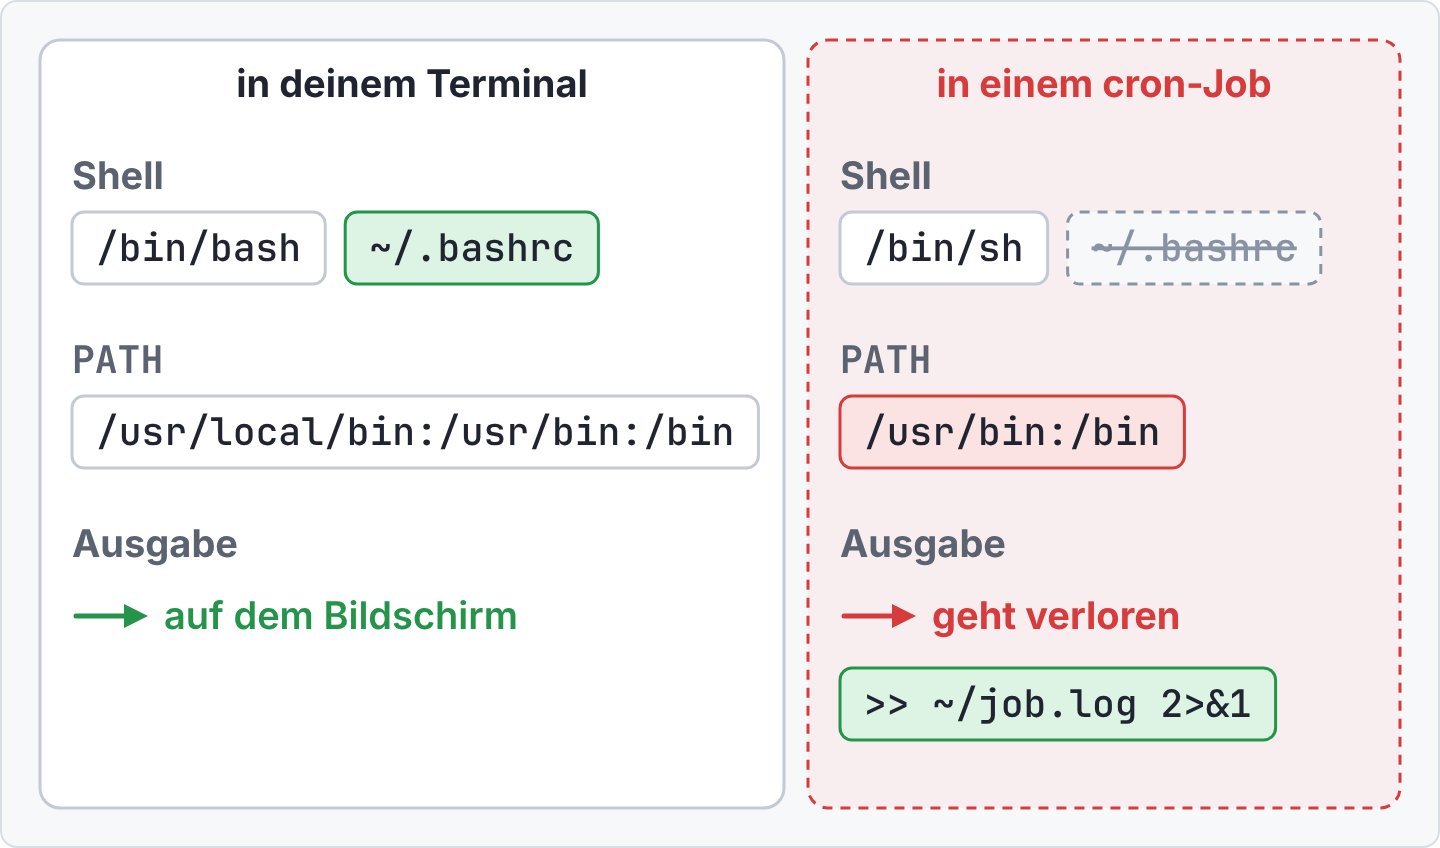 in deinem Terminal
Shell
/bin/bash
~/.bashrc
PATH
/usr/local/bin:/usr/bin:/bin
Ausgabe
auf dem Bildschirm
in einem cron-Job
Shell
/bin/sh
~/.bashrc
PATH
/usr/bin:/bin
Ausgabe
geht verloren
>> ~/job.log 2>&1